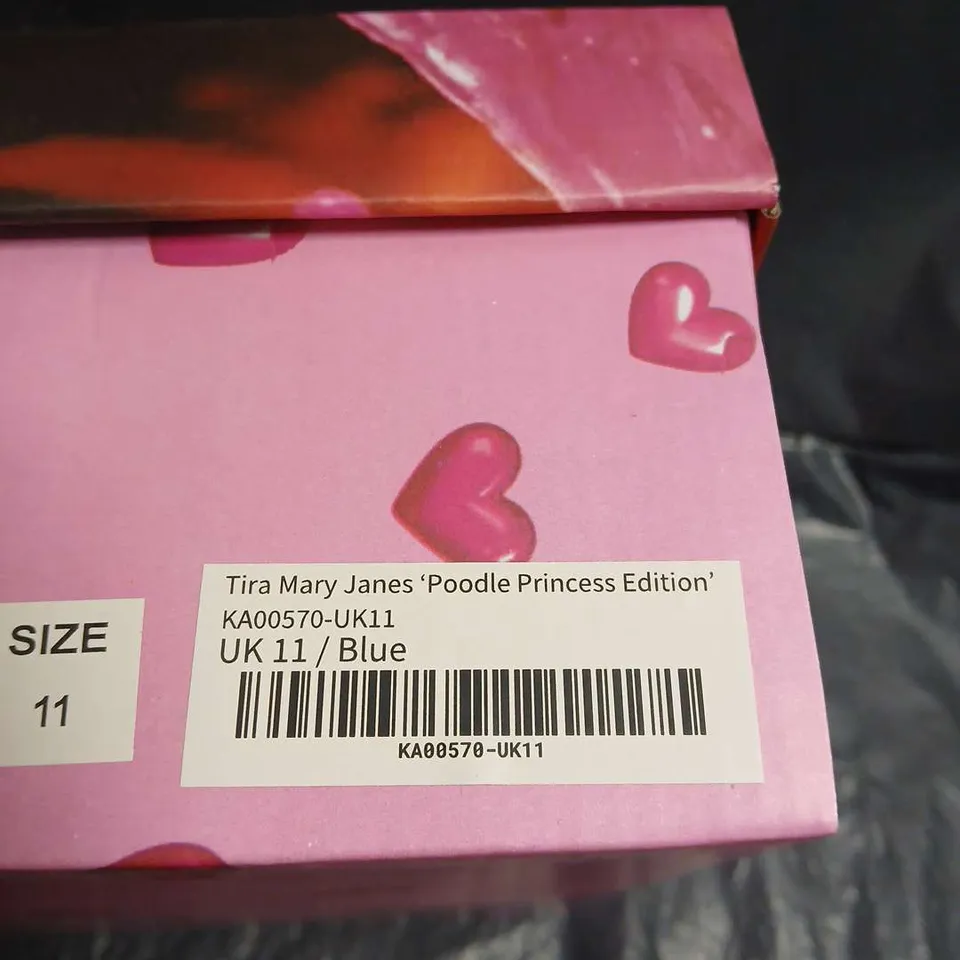 Tira Mary Janes ‘Poodle Princess Edition’
KA00570-UK11
UK 11 / Blue
KA00570-UK11
SIZE
11